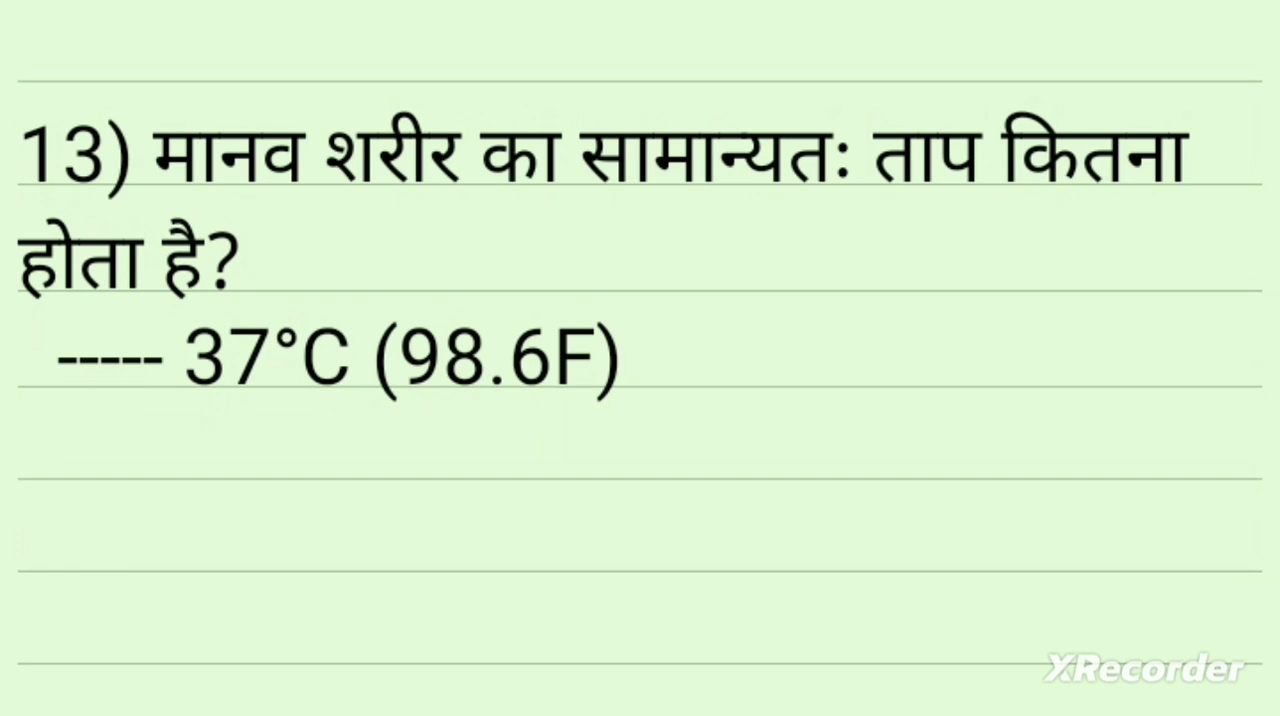 13) मानव शरीर का सामान्यतः ताप कितना
होता है?
----- 37°C (98.6F)
XRecorder